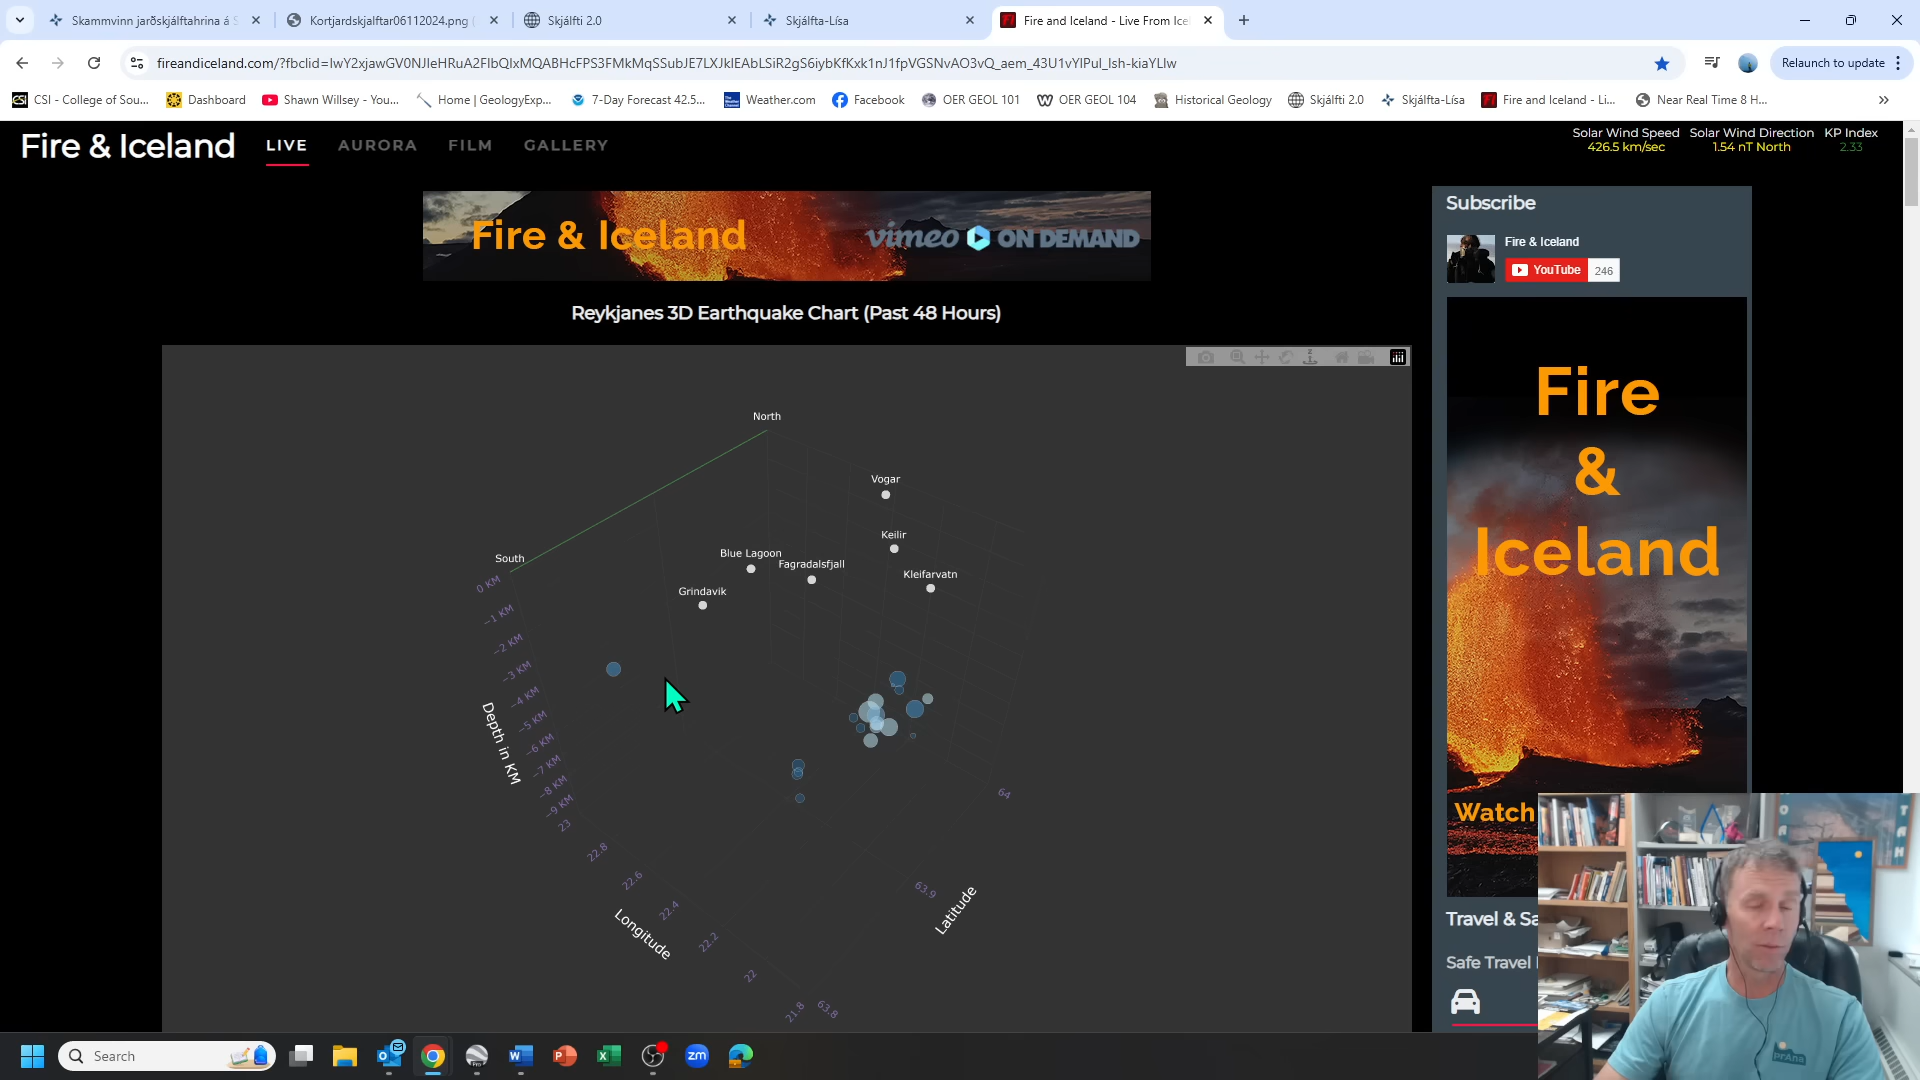 Skammvinn jarðskjálftahrina á S
Kortjardskjalftar06112024.png (
Skjálfti 2.0
Skjálfta-Lísa
Fire and Iceland - Live From Ice
fireandiceland.com/?fbclid=IwY2xjawGV0NJleHRuA2FlbQIxMQABHcFPS3FMkMqSSubJE7LXJkIEAbLSiR2gS6iybKfKxk1nJ1fpVGSNvAO3vQ_aem_43U1vYIPul_Ish-kiaYLlw
Relaunch to update
CSI - College of Sou...
Dashboard
Shawn Willsey - You...
Home | GeologyExp...
7-Day Forecast 42.5...
Weather.com
Facebook
OER GEOL 101
OER GEOL 104
Historical Geology
Skjálfti 2.0
Skjálfta-Lísa
Fire and Iceland - Li...
Near Real Time 8 H...
Fire & Iceland
LIVE
AURORA
FILM
GALLERY
Solar Wind Speed
426.5 km/sec
Solar Wind Direction
1.54 nT North
KP Index
2.33
Fire & Iceland
vimeo ON DEMAND
Subscribe
Fire & Iceland
YouTube
246
Reykjanes 3D Earthquake Chart (Past 48 Hours)
North
South
Vogar
Keilir
Blue Lagoon
Fagradalsfjall
Kleifarvatn
Grindavik
0 KM
−1 KM
−2 KM
−3 KM
−4 KM
−5 KM
−6 KM
−7 KM
−8 KM
−9 KM
Depth in KM
23
22.8
22.6
22.4
22.2
22
21.8
Longitude
63.8
63.9
64
Latitude
Fire
&
Iceland
Watch
Travel & Sa
Safe Travel
Search
zm
prAna